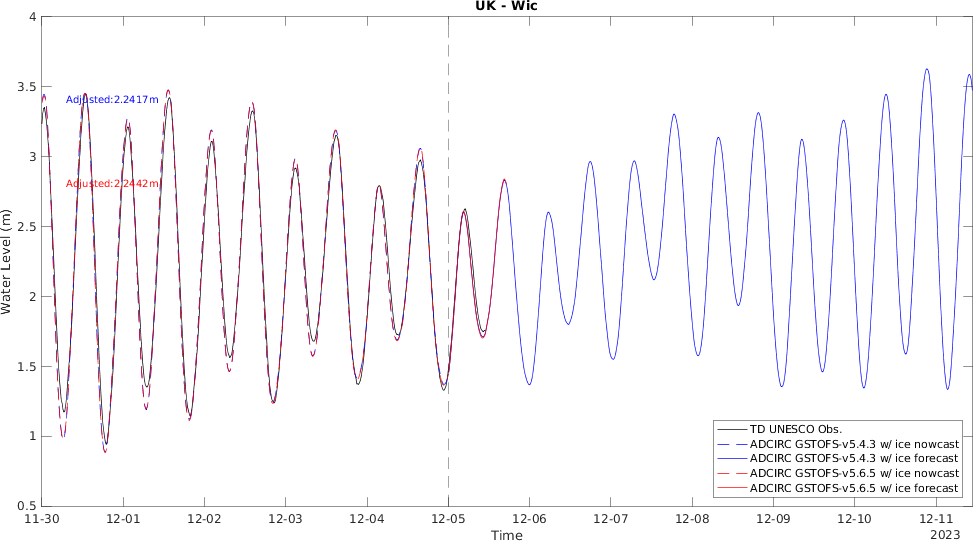 UK - Wic
4
3.5
3
2.5
2
1.5
1
0.5
Water Level (m)
Adjusted:2.2417m
Adjusted:2.2442m
TD UNESCO Obs.
ADCIRC GSTOFS-v5.4.3 w/ ice nowcast
ADCIRC GSTOFS-v5.4.3 w/ ice forecast
ADCIRC GSTOFS-v5.6.5 w/ ice nowcast
ADCIRC GSTOFS-v5.6.5 w/ ice forecast
11-30 12-01 12-02 12-03 12-04 12-05 12-06 12-07 12-08 12-09 12-10 12-11
2023
Time